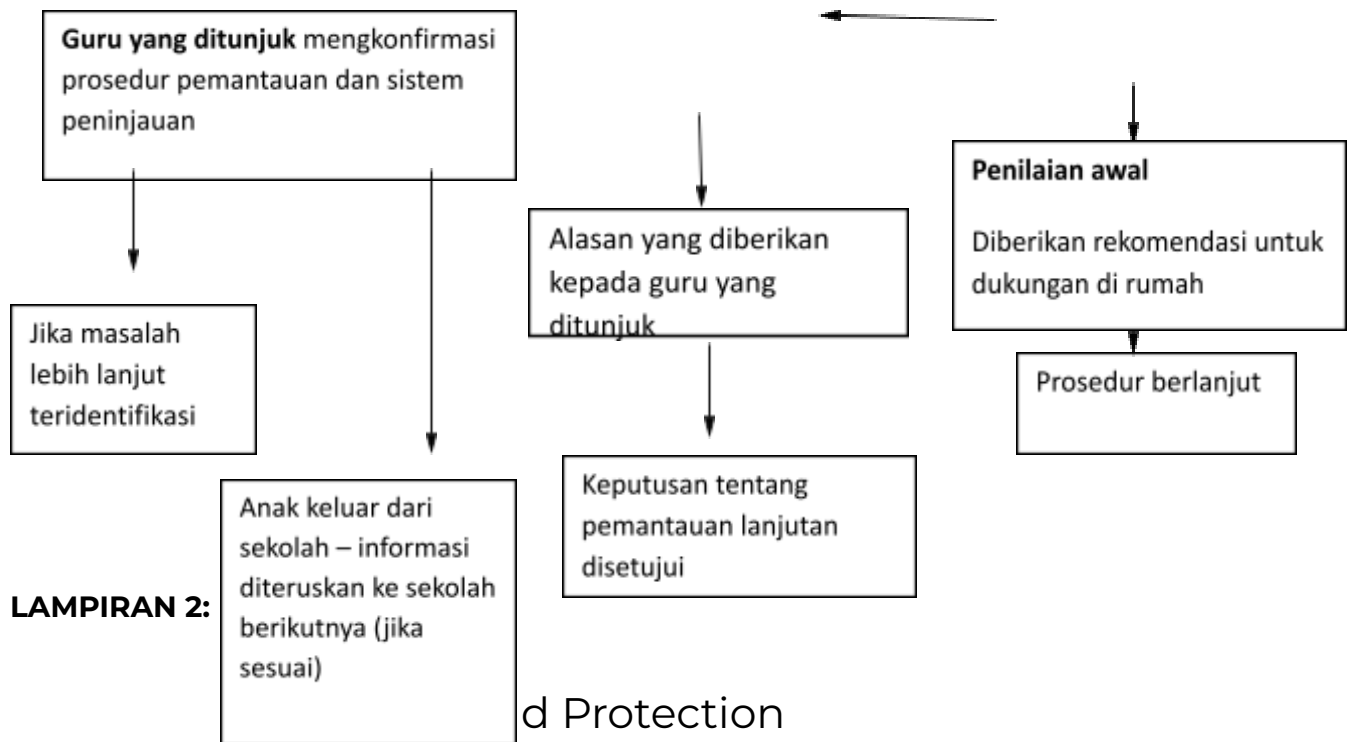 Guru yang ditunjuk mengkonfirmasi
prosedur pemantauan dan sistem
peninjauan
Penilaian awal
Diberikan rekomendasi untuk
dukungan di rumah
Alasan yang diberikan
kepada guru yang
ditunjuk
Jika masalah
lebih lanjut
teridentifikasi
Prosedur berlanjut
Keputusan tentang
pemantauan lanjutan
disetujui
Anak keluar dari
sekolah – informasi
diteruskan ke sekolah
berikutnya (jika
sesuai)
LAMPIRAN 2:
d Protection